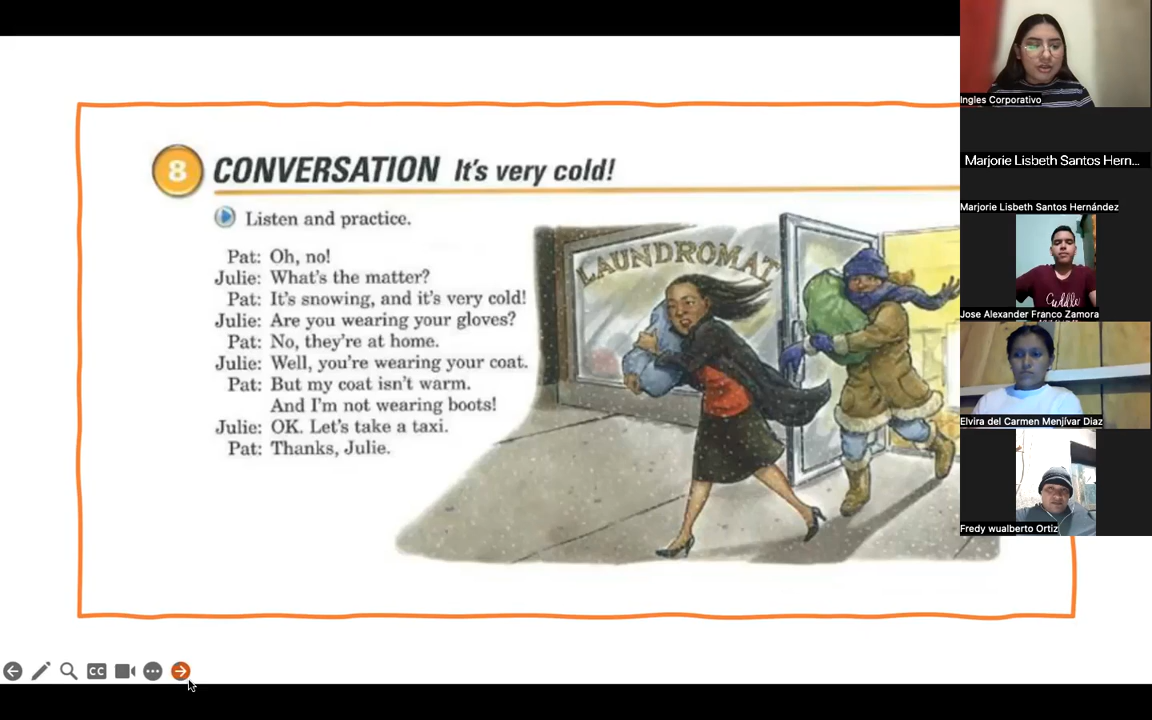 8 CONVERSATION It's very cold!
Listen and practice.
Pat: Oh, no!
Julie: What's the matter?
Pat: It's snowing, and it's very cold!
Julie: Are you wearing your gloves?
Pat: No, they're at home.
Julie: Well, you're wearing your coat.
Pat: But my coat isn't warm.
And I'm not wearing boots!
Julie: OK. Let's take a taxi.
Pat: Thanks, Julie.
LAUNDROMAT
CC
Ingles Corporativo
Marjorie Lisbeth Santos Hern...
Marjorie Lisbeth Santos Hernández
Cuddle
Jose Alexander Franco Zamora
Elvira del Carmen Menjívar Diaz
Fredy wualberto Ortiz